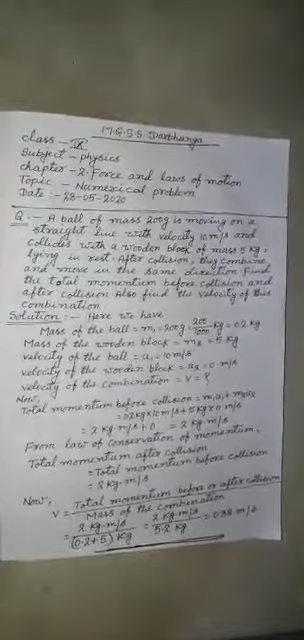 M.G.S.S. Darbhanga
class – IX
Subject – physics
chapter – 2. Force and laws of motion
Topic – Numerical problem
Date :- 28-05-2020
Q. :- A ball of mass 200g is moving on a
straight line with velocity 10 m/s and
collides with a wooden block of mass 5 kg
lying in rest. After collision, they combine
and move in the same direction Find
the total momentum before collision and
after collision. Also find the velocity of this
combination
Solution :- Here we have
Mass of the ball = m₁ = 200g = 200/1000 kg = 0.2 kg
Mass of the wooden block = m₂ = 5 kg
velocity of the ball = u₁ = 10 m/s
velocity of the wooden block = u₂ = 0 m/s
velocity of the combination = V = ?
Now,
Total momentum before collision = m₁u₁ + m₂u₂
= 0.2 kg x 10 m/s + 5 kg x 0 m/s
= 2 kg.m/s + 0 = 2 kg.m/s
From law of conservation of momentum,
Total momentum after collision
= Total momentum before collision
= 2 kg.m/s
Now,
V = Total momentum before or after collision / Mass of the combination
= 2 kg.m/s / (0.2+5) kg = 2 kg.m/s / 5.2 kg = 0.38 m/s